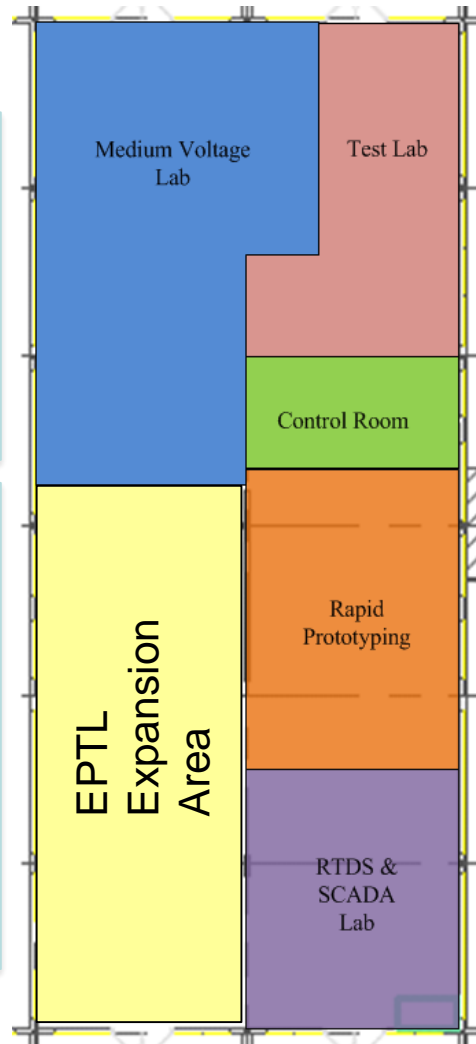 Medium Voltage
Lab
Test Lab
Control Room
Rapid
Prototyping
EPTL
Expansion
Area
RTDS &
SCADA
Lab